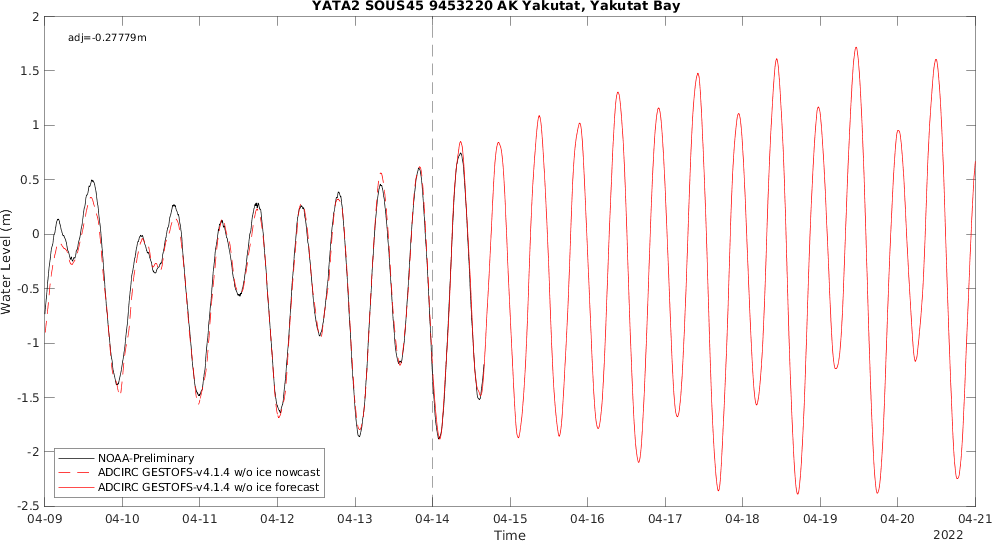 YATA2 SOUS45 9453220 AK Yakutat, Yakutat Bay
adj=-0.27779m
2
1.5
1
0.5
0
-0.5
-1
-1.5
-2
-2.5
Water Level (m)
NOAA-Preliminary
ADCIRC GESTOFS-v4.1.4 w/o ice nowcast
ADCIRC GESTOFS-v4.1.4 w/o ice forecast
04-09 04-10 04-11 04-12 04-13 04-14 04-15 04-16 04-17 04-18 04-19 04-20 04-21
Time
2022